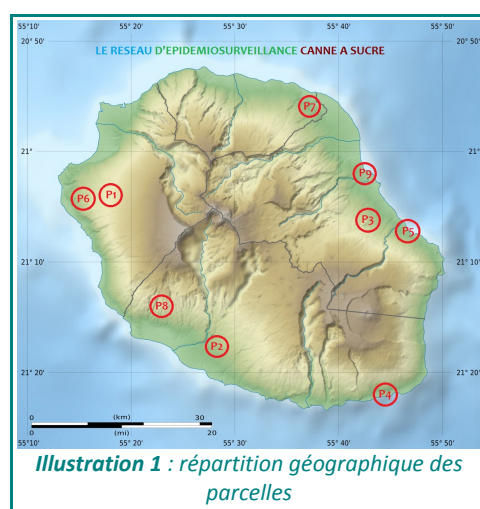 55° 10' 55° 20' 55° 30' 55° 40' 55° 50'
20° 50' 20° 50'
LE RESEAU D'EPIDEMIOSURVEILLANCE CANNE A SUCRE
P7
21° 21°
P9
P6 P1
P3
P5
21° 10' 21° 10'
P8
P2
21° 20' 21° 20'
P4
0 (km) 30
0 (mi) 20
55° 10' 55° 20' 55° 30' 55° 40' 55° 50'
Illustration 1 : répartition géographique des
parcelles